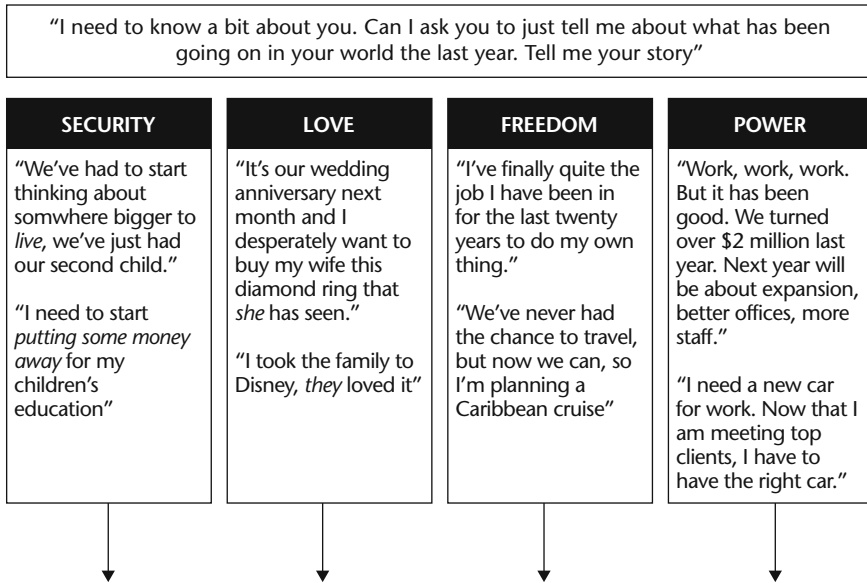 “I need to know a bit about you. Can I ask you to just tell me about what has been
going on in your world the last year. Tell me your story”
SECURITY
“We’ve had to start
thinking about
somwhere bigger to
live, we’ve just had
our second child.”
“I need to start
putting some money
away for my
children’s
education”
LOVE
“It’s our wedding
anniversary next
month and I
desperately want to
buy my wife this
diamond ring that
she has seen.”
“I took the family to
Disney, they loved it”
FREEDOM
“I’ve finally quite the
job I have been in
for the last twenty
years to do my own
thing.”
“We’ve never had
the chance to travel,
but now we can, so
I’m planning a
Caribbean cruise”
POWER
“Work, work, work.
But it has been
good. We turned
over $2 million last
year. Next year will
be about expansion,
better offices, more
staff.”
“I need a new car
for work. Now that I
am meeting top
clients, I have to
have the right car.”